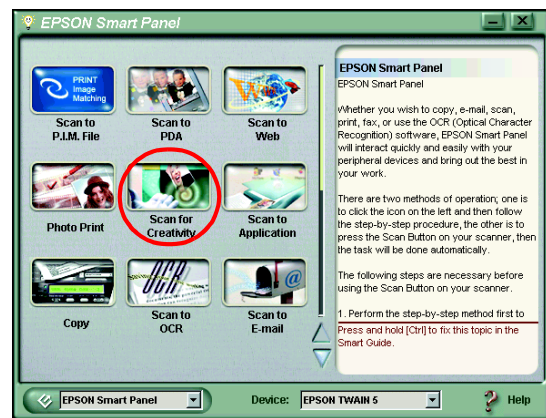 EPSON Smart Panel
PRINT
Image
Matching
Scan to
P.I.M. File
Scan to
PDA
Web
Scan to
Web
Photo Print
Scan for
Creativity
Scan to
Application
Copy
OCR
Scan to
OCR
@
Scan to
E-mail
EPSON Smart Panel
EPSON Smart Panel
Whether you wish to copy, e-mail, scan,
print, fax, or use the OCR (Optical Character
Recognition) software, EPSON Smart Panel
will interact quickly and easily with your
peripheral devices and bring out the best in
your work.
There are two methods of operation; one is
to click the icon on the left and then follow
the step-by-step procedure, the other is to
press the Scan Button on your scanner, then
the task will be done automatically.
The following steps are necessary before
using the Scan Button on your scanner.
1. Perform the step-by-step method first to
Press and hold [Ctrl] to fix this topic in the
Smart Guide.
EPSON Smart Panel
Device: EPSON TWAIN 5
Help